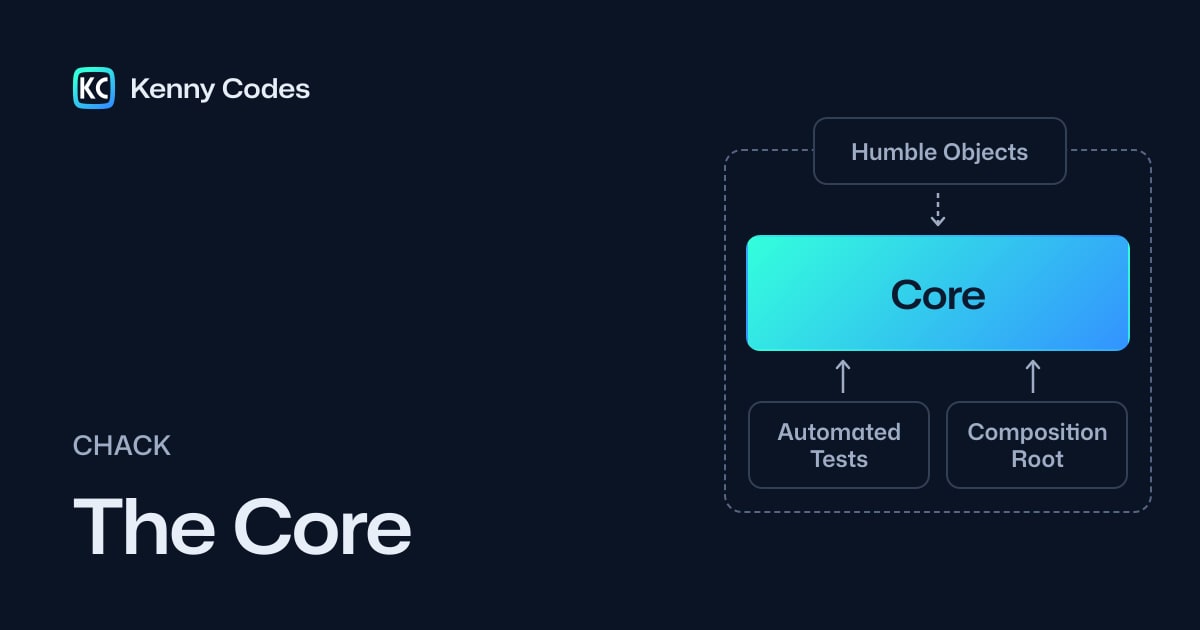 KC Kenny Codes
Humble Objects
Core
Automated
Tests
Composition
Root
CHACK
The Core